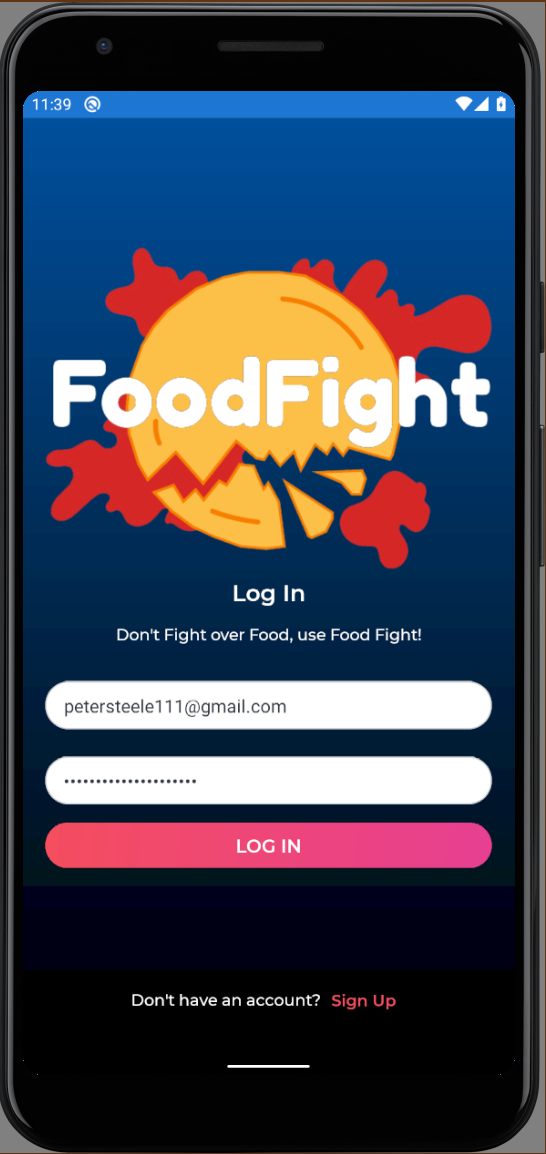 11:39
FoodFight
Log In
Don't Fight over Food, use Food Fight!
petersteele111@gmail.com
•••••••••••••••••••••
LOG IN
Don't have an account? Sign Up